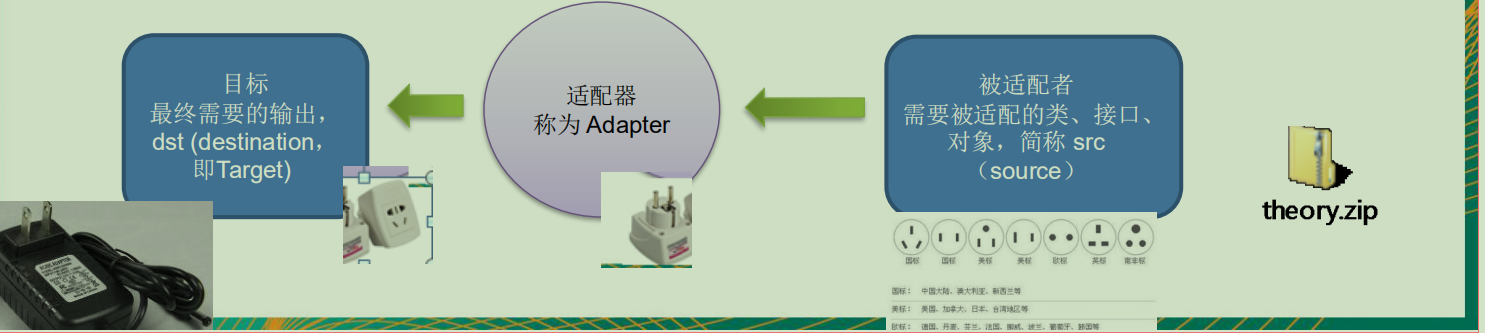 目标
最终需要的输出，
dst (destination，
即Target)
适配器
称为 Adapter
被适配者
需要被适配的类、接口、
对象，简称 src
（source）
theory.zip
国标 国标 美标 美标 欧标 英标 南非标
国标： 中国大陆、澳大利亚、新西兰等
美标： 美国、加拿大、日本、台湾地区等
欧标： 德国、丹麦、芬兰、法国、挪威、波兰、葡萄牙、韩国等
AC/DC ADAPTER